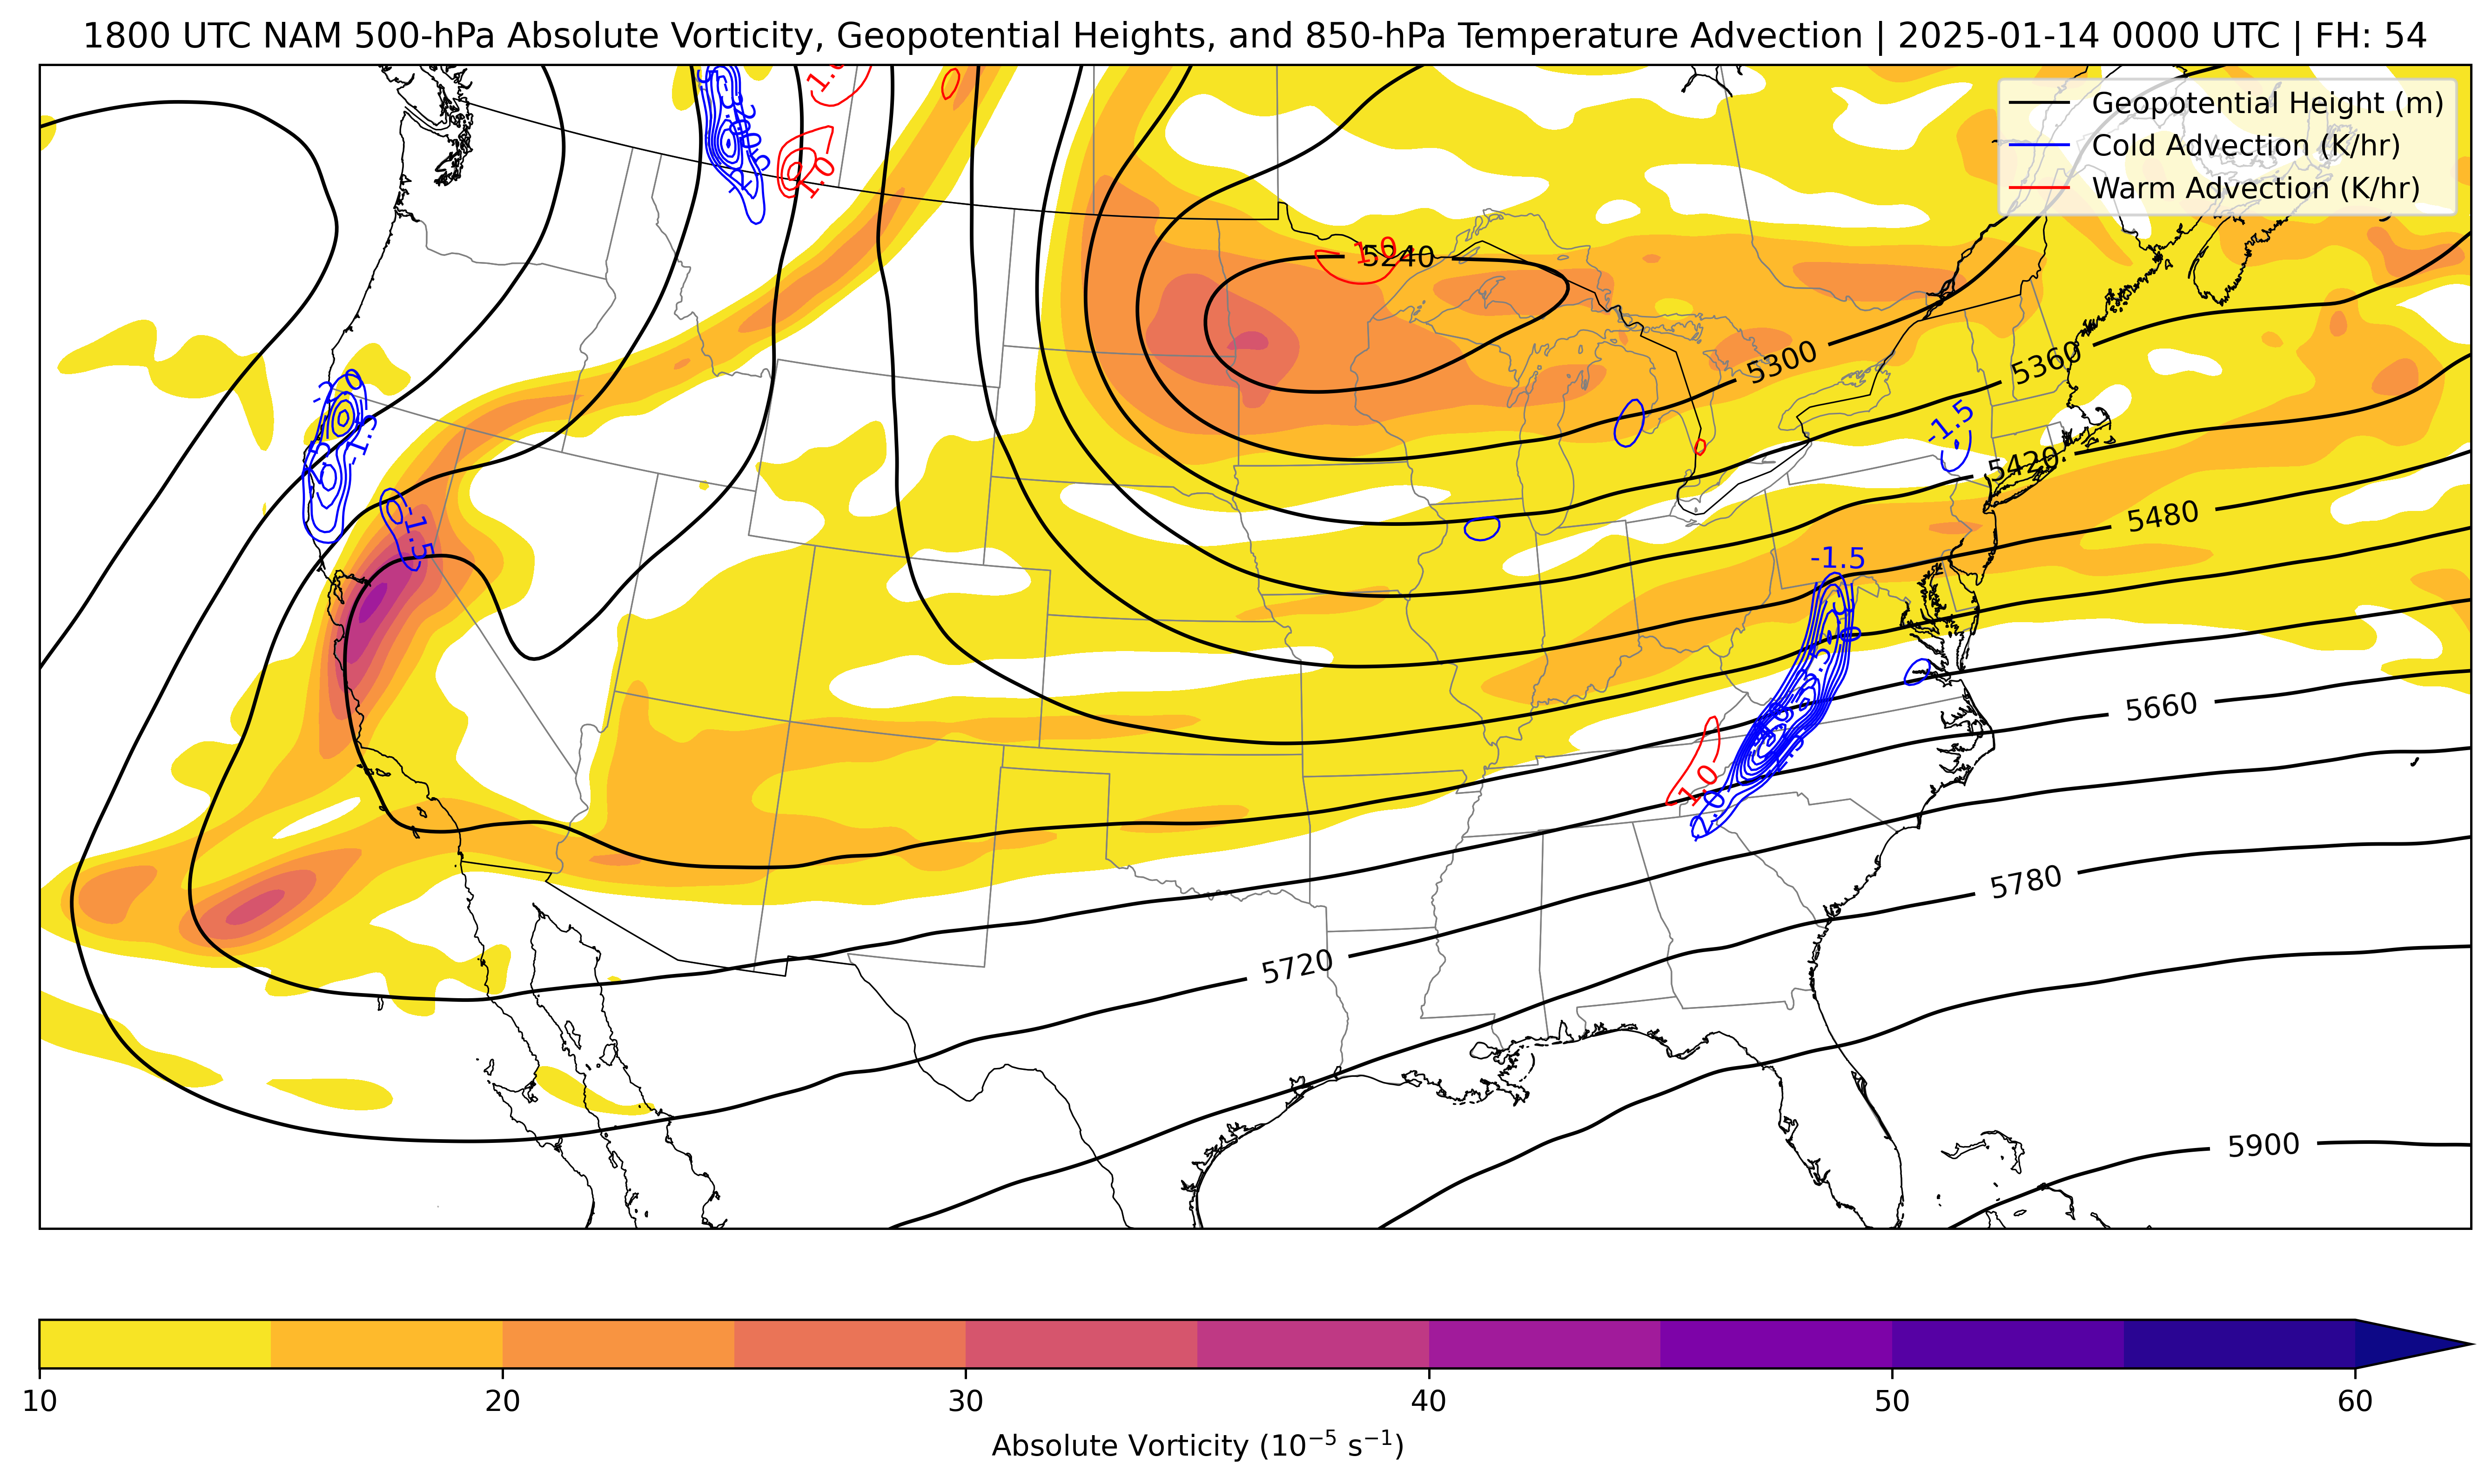 1800 UTC NAM 500-hPa Absolute Vorticity, Geopotential Heights, and 850-hPa Temperature Advection | 2025-01-14 0000 UTC | FH: 54
Geopotential Height (m)
Cold Advection (K/hr)
Warm Advection (K/hr)
1.0
1.0
5240
5300
5360
-1.5
-1.5
5420
-1.5
5480
-1.5
5660
1.0
5780
5720
5900
10 20 30 40 50 60
Absolute Vorticity (10⁻⁵ s⁻¹)